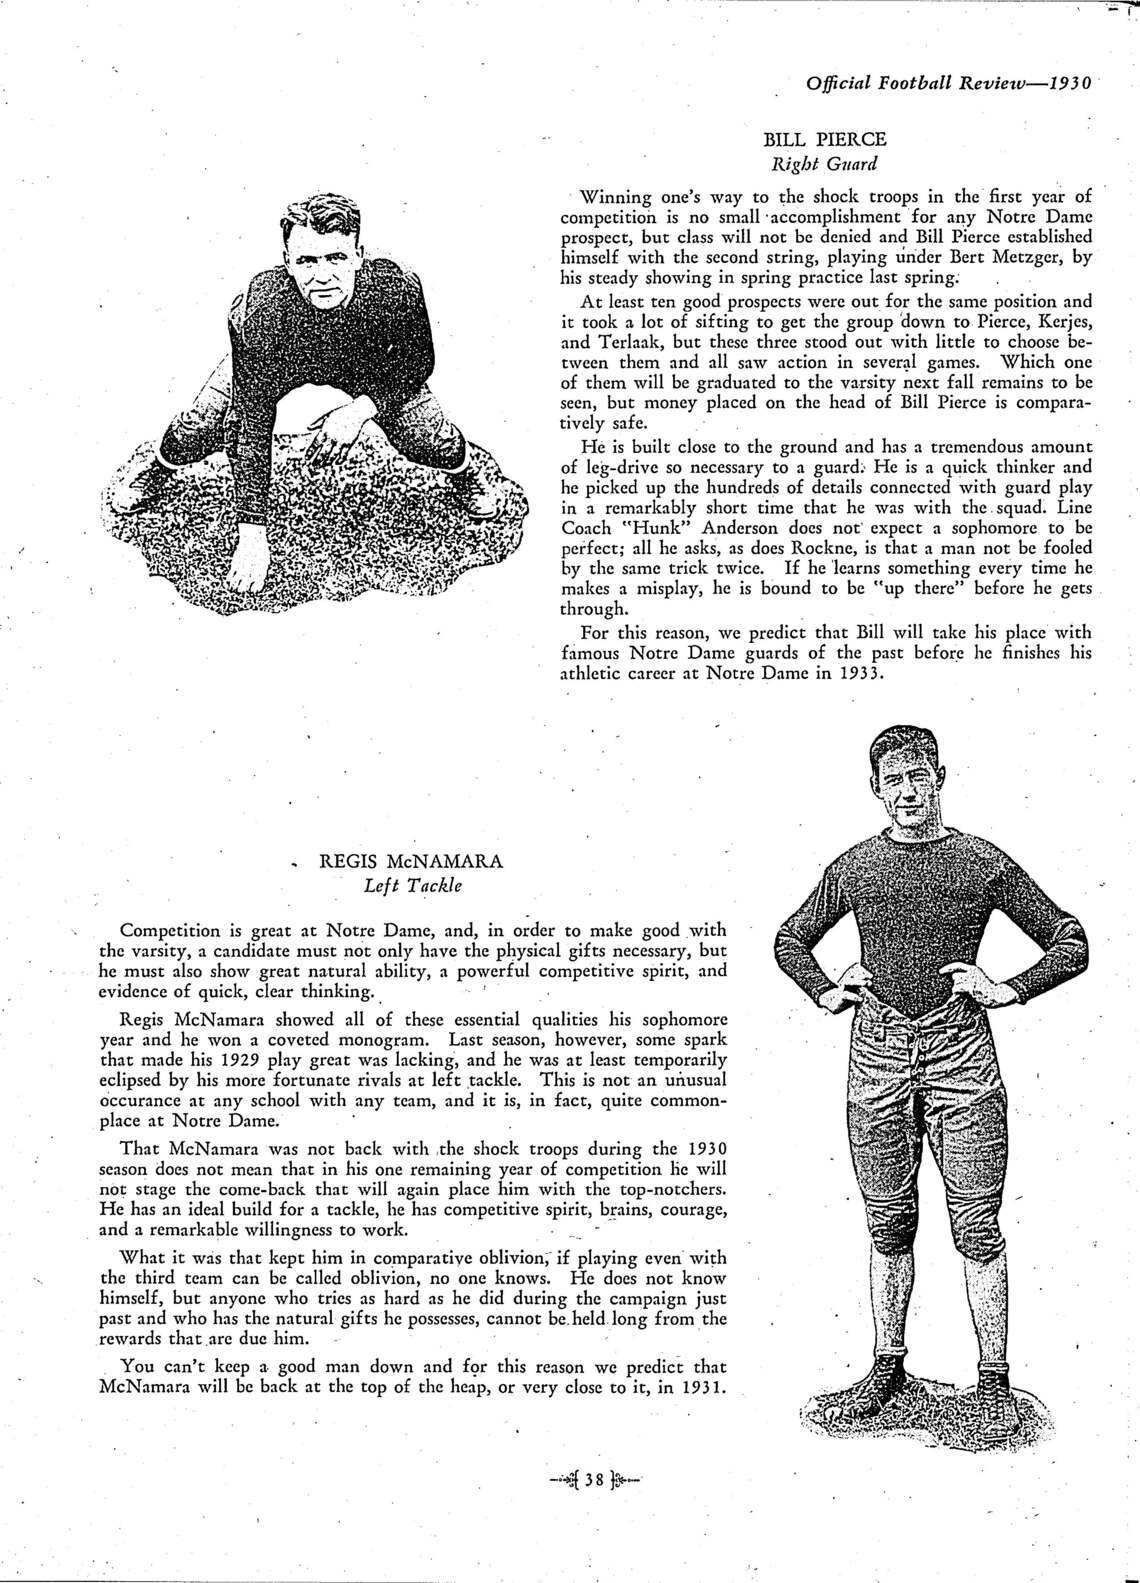 Official Football Review—1930
BILL PIERCE
Right Guard
Winning one's way to the shock troops in the first year of
competition is no small accomplishment for any Notre Dame
prospect, but class will not be denied and Bill Pierce established
himself with the second string, playing under Bert Metzger, by
his steady showing in spring practice last spring.
At least ten good prospects were out for the same position and
it took a lot of sifting to get the group down to Pierce, Kerjes,
and Terlaak, but these three stood out with little to choose be-
tween them and all saw action in several games. Which one
of them will be graduated to the varsity next fall remains to be
seen, but money placed on the head of Bill Pierce is compara-
tively safe.
He is built close to the ground and has a tremendous amount
of leg-drive so necessary to a guard. He is a quick thinker and
he picked up the hundreds of details connected with guard play
in a remarkably short time that he was with the squad. Line
Coach "Hunk" Anderson does not expect a sophomore to be
perfect; all he asks, as does Rockne, is that a man not be fooled
by the same trick twice. If he learns something every time he
makes a misplay, he is bound to be "up there" before he gets
through.
For this reason, we predict that Bill will take his place with
famous Notre Dame guards of the past before he finishes his
athletic career at Notre Dame in 1933.
REGIS McNAMARA
Left Tackle
Competition is great at Notre Dame, and, in order to make good with
the varsity, a candidate must not only have the physical gifts necessary, but
he must also show great natural ability, a powerful competitive spirit, and
evidence of quick, clear thinking.
Regis McNamara showed all of these essential qualities his sophomore
year and he won a coveted monogram. Last season, however, some spark
that made his 1929 play great was lacking, and he was at least temporarily
eclipsed by his more fortunate rivals at left tackle. This is not an unusual
occurance at any school with any team, and it is, in fact, quite common-
place at Notre Dame.
That McNamara was not back with the shock troops during the 1930
season does not mean that in his one remaining year of competition he will
not stage the come-back that will again place him with the top-notchers.
He has an ideal build for a tackle, he has competitive spirit, brains, courage,
and a remarkable willingness to work.
What it was that kept him in comparative oblivion, if playing even with
the third team can be called oblivion, no one knows. He does not know
himself, but anyone who tries as hard as he did during the campaign just
past and who has the natural gifts he possesses, cannot be held long from the
rewards that are due him.
You can't keep a good man down and for this reason we predict that
McNamara will be back at the top of the heap, or very close to it, in 1931.
38